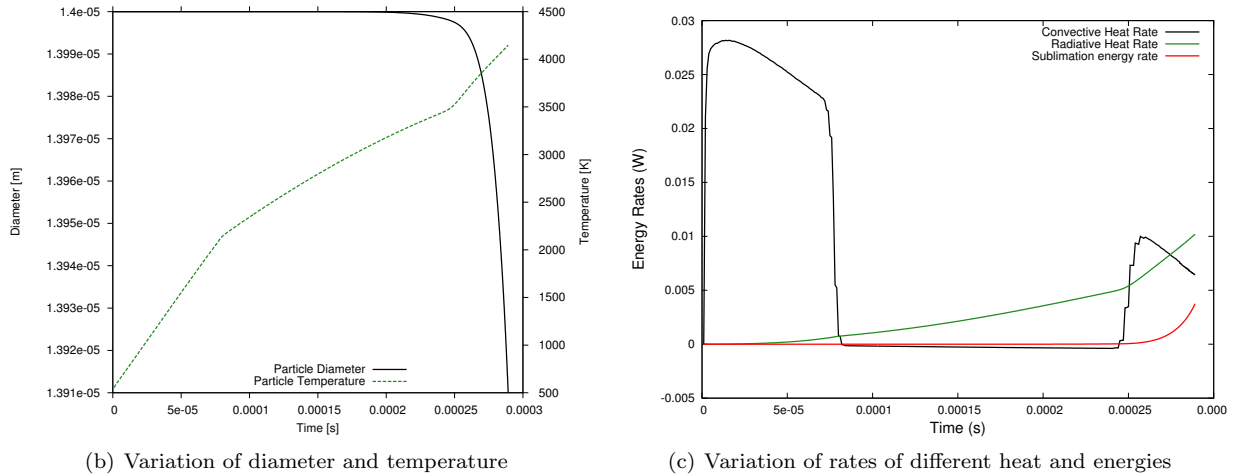 1.4e-05
1.399e-05
1.398e-05
1.397e-05
1.396e-05
1.395e-05
1.394e-05
1.393e-05
1.392e-05
1.391e-05
Diameter [m]
4500
4000
3500
3000
2500
2000
1500
1000
500
Temperature [K]
Particle Diameter
Particle Temperature
0 5e-05 0.0001 0.00015 0.0002 0.00025 0.0003
Time [s]
(b) Variation of diameter and temperature
0.03
0.025
0.02
0.015
0.01
0.005
0
-0.005
Energy Rates (W)
Convective Heat Rate
Radiative Heat Rate
Sublimation energy rate
0 5e-05 0.0001 0.00015 0.0002 0.00025 0.000
Time (s)
(c) Variation of rates of different heat and energies